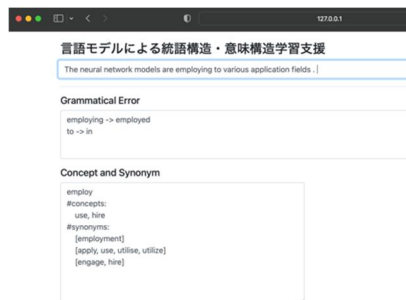 127.0.0.1
言語モデルによる統語構造・意味構造学習支援
The neural network models are employing to various application fields .
Grammatical Error
employing -> employed
to -> in
Concept and Synonym
employ
#concepts:
use, hire
#synonyms:
[employment]
[apply, use, utilise, utilize]
[engage, hire]